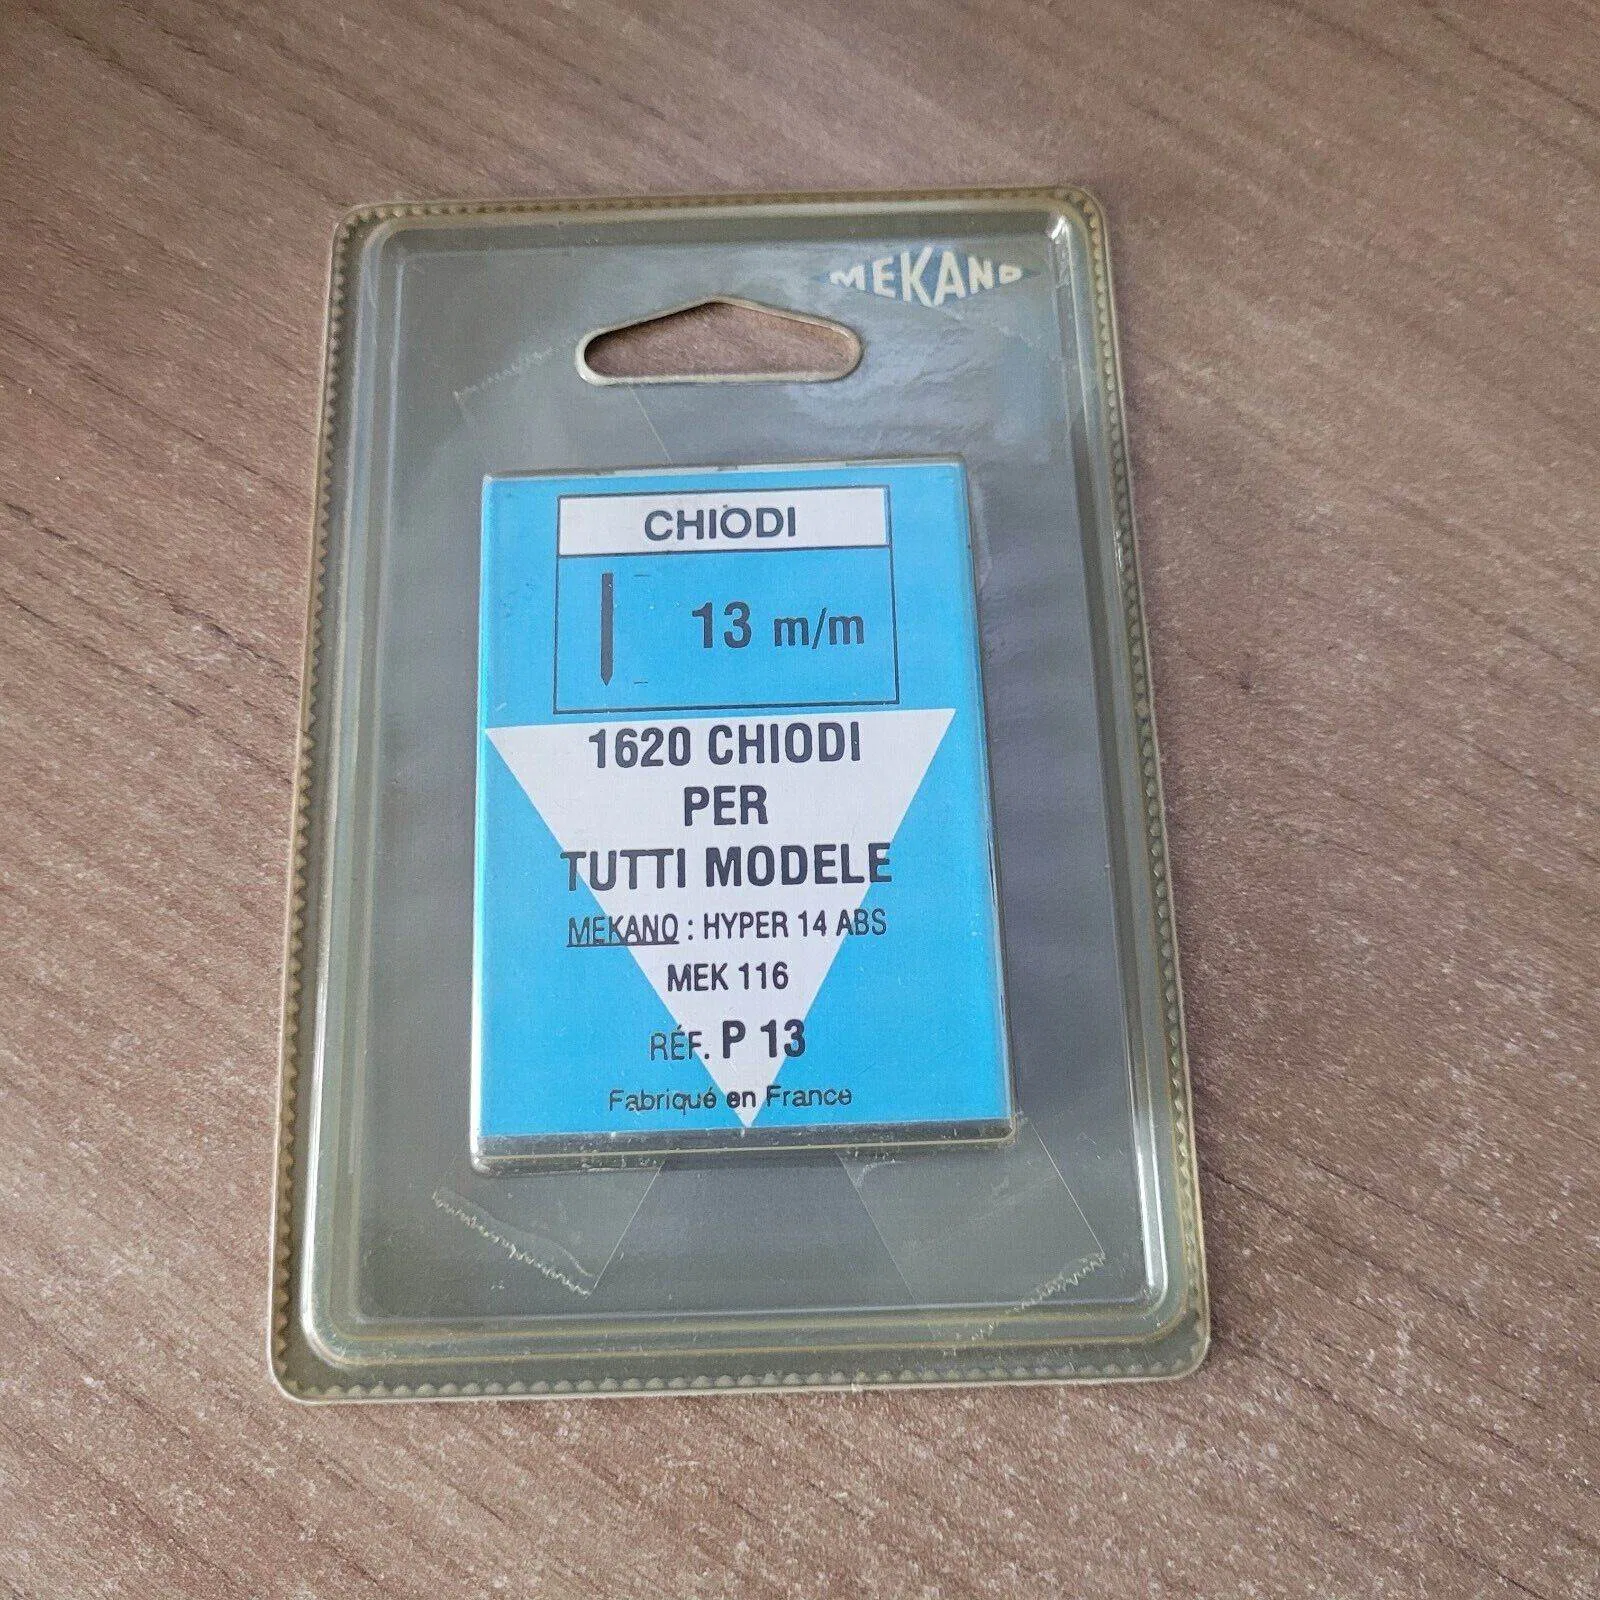 MEKANO
CHIODI
13 m/m
1620 CHIODI
PER
TUTTI MODELE
MEKANO : HYPER 14 ABS
MEK 116
RÉF. P 13
Fabriqué en France